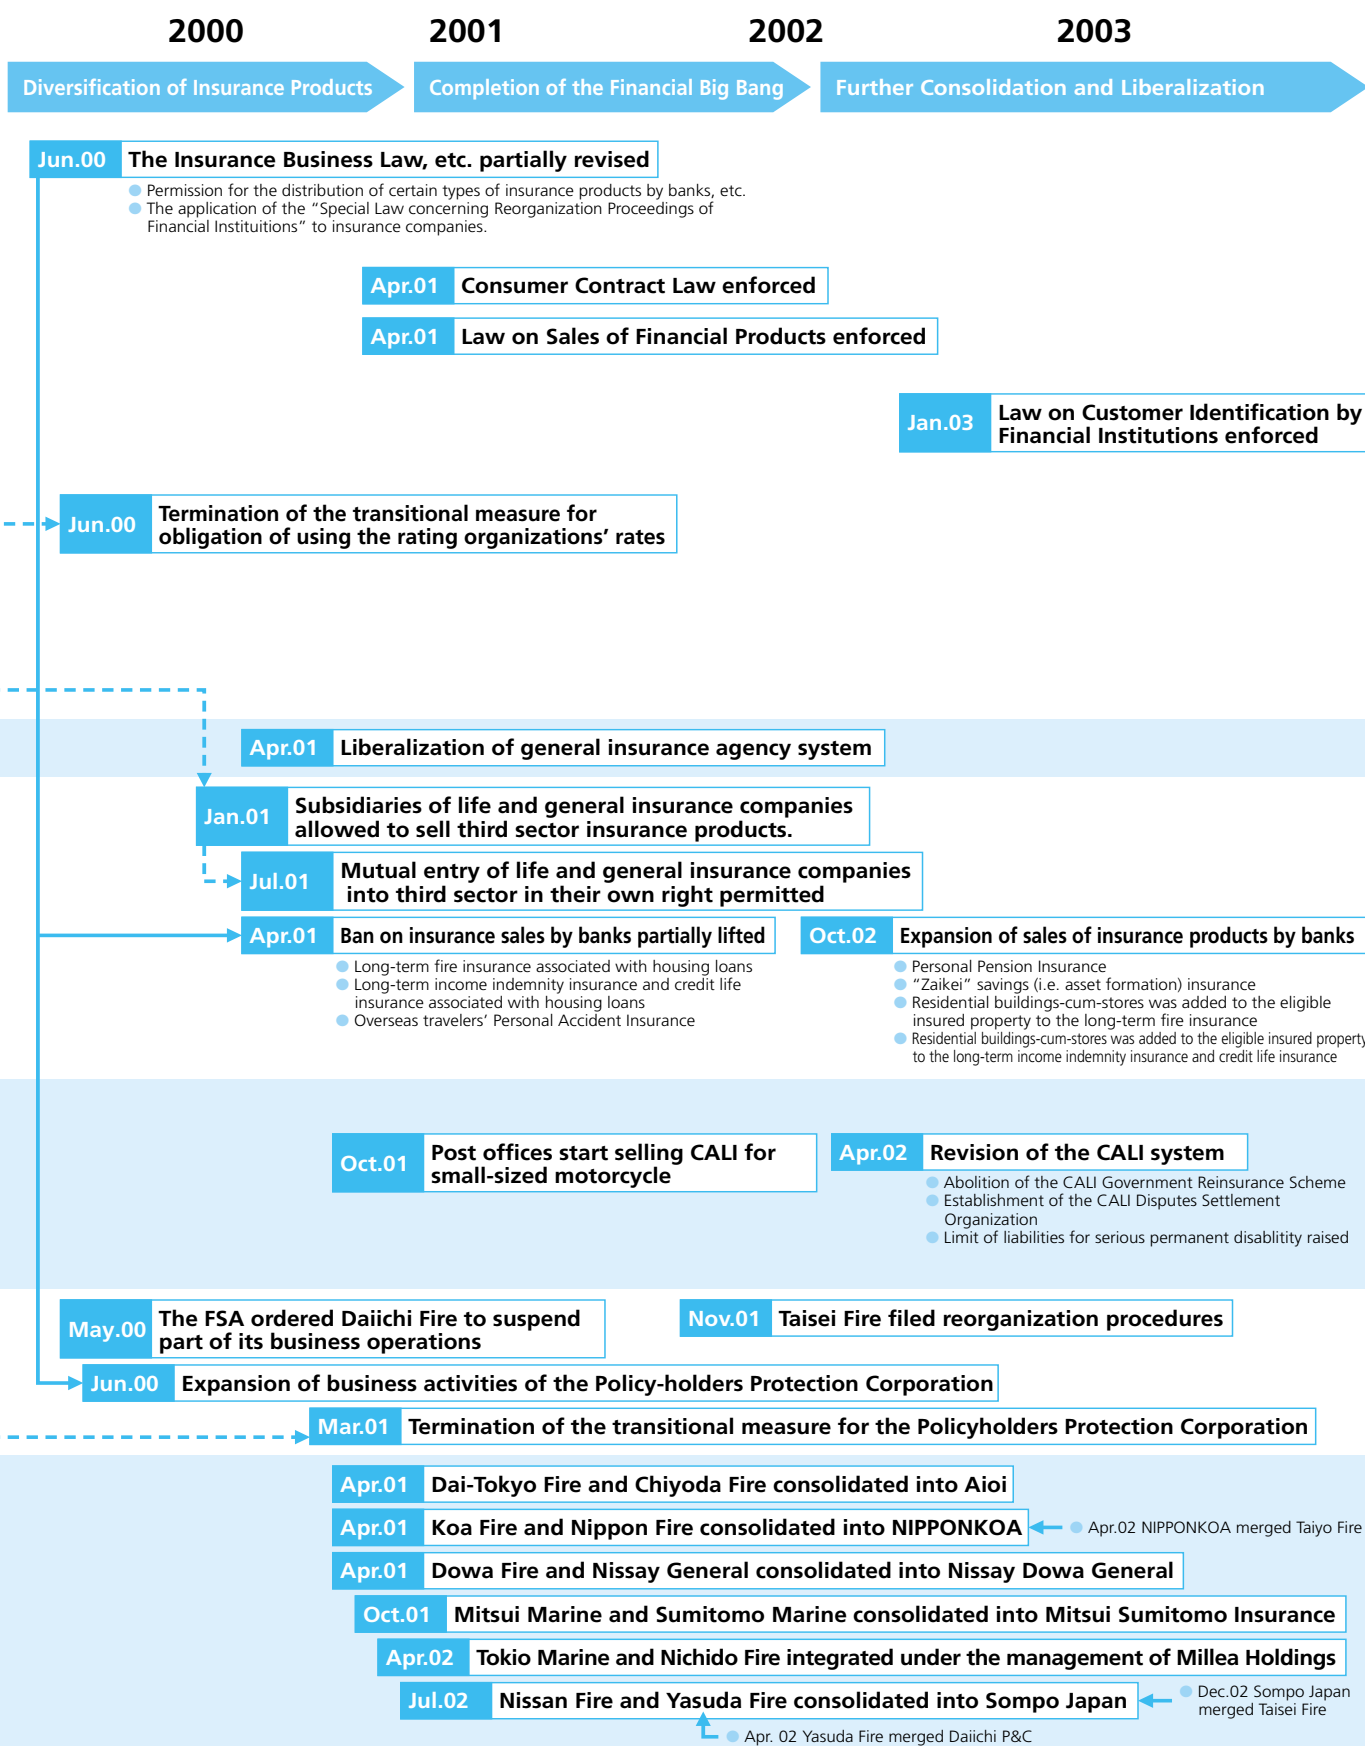 2000
2001
2002
2003
Diversification of Insurance Products
Completion of the Financial Big Bang
Further Consolidation and Liberalization
Jun.00
The Insurance Business Law, etc. partially revised
Permission for the distribution of certain types of insurance products by banks, etc.
The application of the “Special Law concerning Reorganization Proceedings of
Financial Instituitions” to insurance companies.
Apr.01
Consumer Contract Law enforced
Apr.01
Law on Sales of Financial Products enforced
Jan.03
Law on Customer Identification by
Financial Institutions enforced
Jun.00
Termination of the transitional measure for
obligation of using the rating organizations’ rates
Apr.01
Liberalization of general insurance agency system
Jan.01
Subsidiaries of life and general insurance companies
allowed to sell third sector insurance products.
Jul.01
Mutual entry of life and general insurance companies
into third sector in their own right permitted
Apr.01
Ban on insurance sales by banks partially lifted
Long-term fire insurance associated with housing loans
Long-term income indemnity insurance and credit life
insurance associated with housing loans
Overseas travelers’ Personal Accident Insurance
Oct.02
Expansion of sales of insurance products by banks
Personal Pension Insurance
“Zaikei” savings (i.e. asset formation) insurance
Residential buildings-cum-stores was added to the eligible
insured property to the long-term fire insurance
Residential buildings-cum-stores was added to the eligible insured property
to the long-term income indemnity insurance and credit life insurance
Oct.01
Post offices start selling CALI for
small-sized motorcycle
Apr.02
Revision of the CALI system
Abolition of the CALI Government Reinsurance Scheme
Establishment of the CALI Disputes Settlement
Organization
Limit of liabilities for serious permanent disablitity raised
May.00
The FSA ordered Daiichi Fire to suspend
part of its business operations
Nov.01
Taisei Fire filed reorganization procedures
Jun.00
Expansion of business activities of the Policy-holders Protection Corporation
Mar.01
Termination of the transitional measure for the Policyholders Protection Corporation
Apr.01
Dai-Tokyo Fire and Chiyoda Fire consolidated into Aioi
Apr.01
Koa Fire and Nippon Fire consolidated into NIPPONKOA
Apr.02 NIPPONKOA merged Taiyo Fire
Apr.01
Dowa Fire and Nissay General consolidated into Nissay Dowa General
Oct.01
Mitsui Marine and Sumitomo Marine consolidated into Mitsui Sumitomo Insurance
Apr.02
Tokio Marine and Nichido Fire integrated under the management of Millea Holdings
Jul.02
Nissan Fire and Yasuda Fire consolidated into Sompo Japan
Dec.02 Sompo Japan
merged Taisei Fire
Apr. 02 Yasuda Fire merged Daiichi P&C